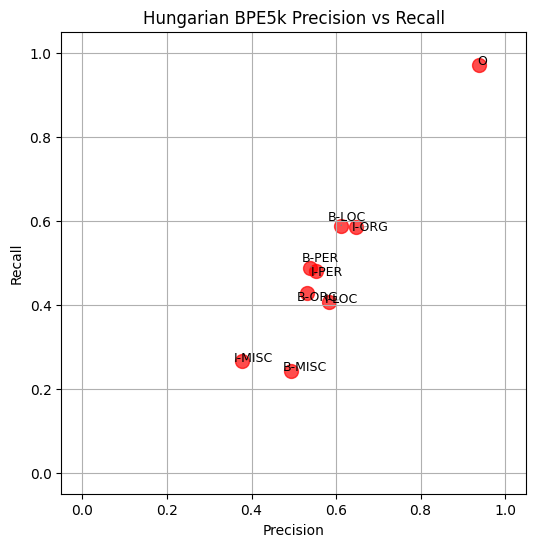 Hungarian BPE5k Precision vs Recall
1.0
0.8
0.6
0.4
0.2
0.0
Recall
O
B-LOC
I-ORG
B-PER
I-PER
B-ORG
I-LOC
I-MISC
B-MISC
0.0 0.2 0.4 0.6 0.8 1.0
Precision